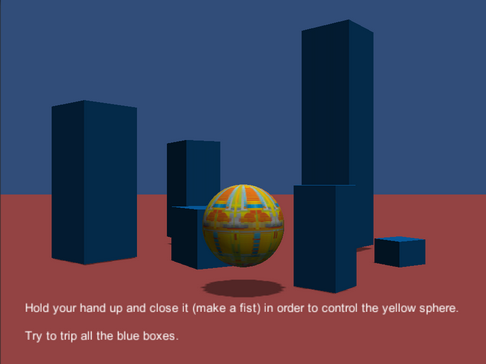 Hold your hand up and close it (make a fist) in order to control the yellow sphere.
Try to trip all the blue boxes.